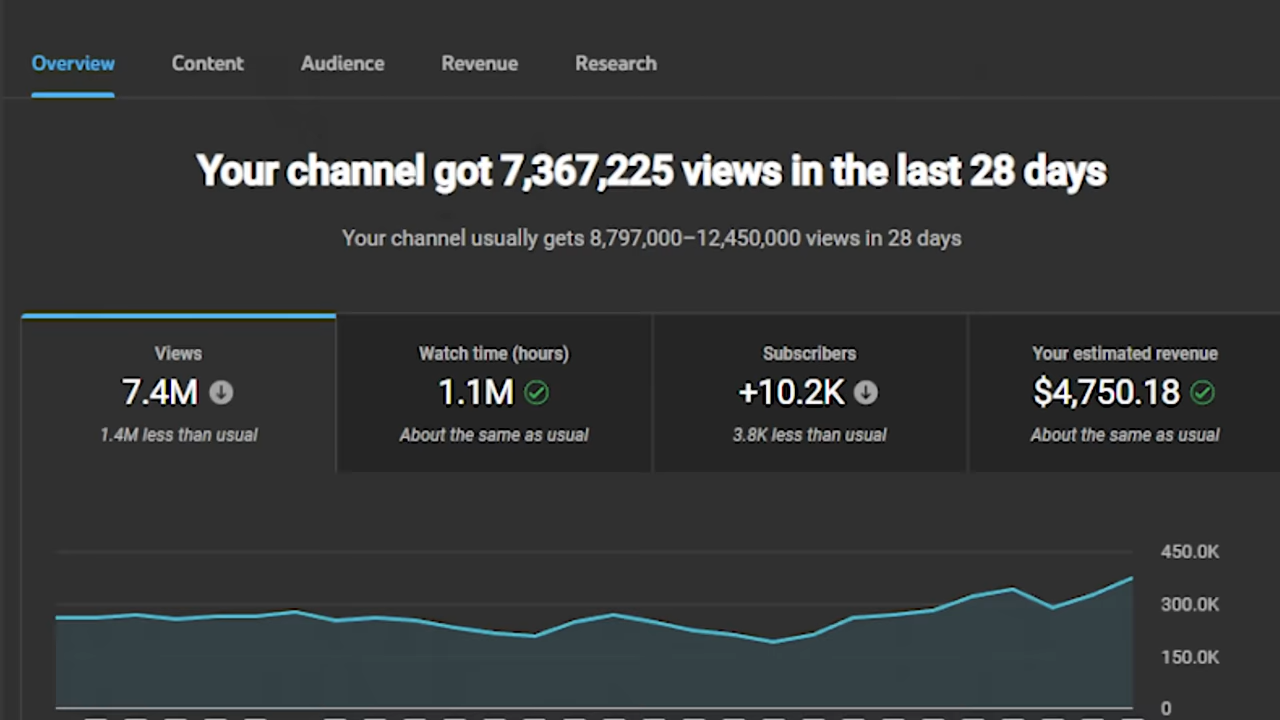 Overview Content Audience Revenue Research
Your channel got 7,367,225 views in the last 28 days
Your channel usually gets 8,797,000–12,450,000 views in 28 days
Views Watch time (hours) Subscribers Your estimated revenue
7.4M 1.1M +10.2K $4,750.18
1.4M less than usual About the same as usual 3.8K less than usual About the same as usual
450.0K
300.0K
150.0K
0